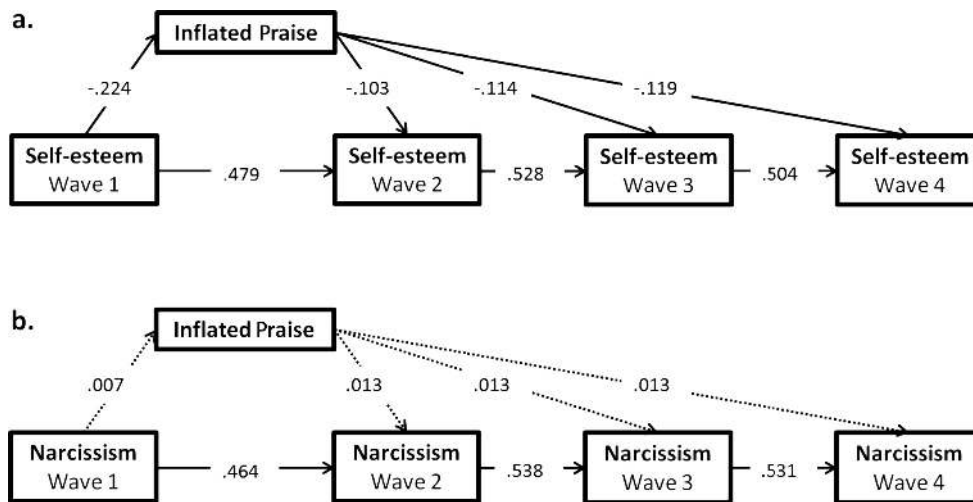 a.
Inflated Praise
-.224
-.103
-.114
-.119
Self-esteem
Wave 1
.479
Self-esteem
Wave 2
.528
Self-esteem
Wave 3
.504
Self-esteem
Wave 4
b.
Inflated Praise
.007
.013
.013
.013
Narcissism
Wave 1
.464
Narcissism
Wave 2
.538
Narcissism
Wave 3
.531
Narcissism
Wave 4